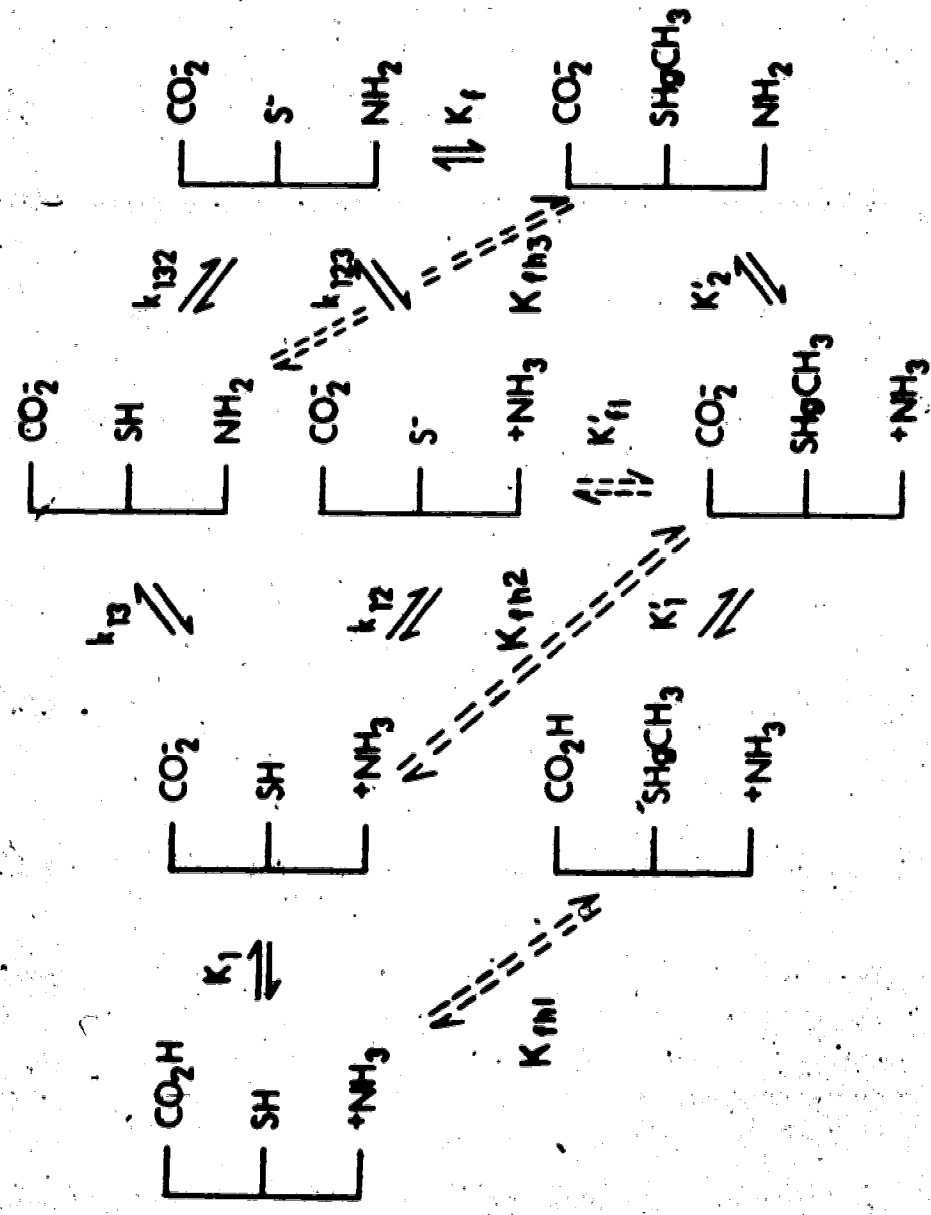 CO₂⁻
S⁻
NH₂
K_f
CO₂⁻
SHgCH₃
NH₂
k₁₃₂
k₁₂₃
K_fh3
K'₂
CO₂⁻
SH
NH₂
CO₂⁻
S⁻
+NH₃
K'_f1
CO₂⁻
SHgCH₃
+NH₃
k₁₃
k₁₂
K_fh2
K'₁
CO₂⁻
SH
+NH₃
CO₂H
SHgCH₃
+NH₃
K₁
K_fh1
CO₂H
SH
+NH₃